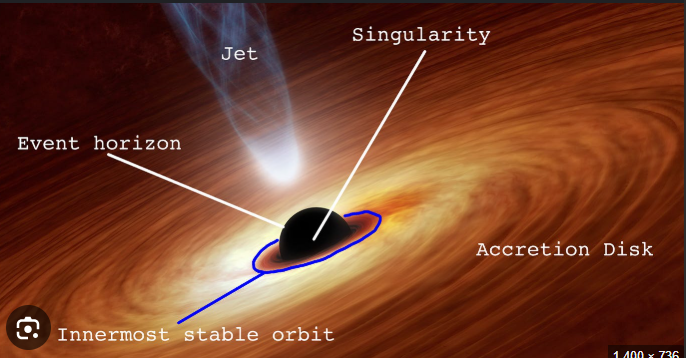 Singularity
Jet
Event horizon
Accretion Disk
Innermost stable orbit
1,400 × 736